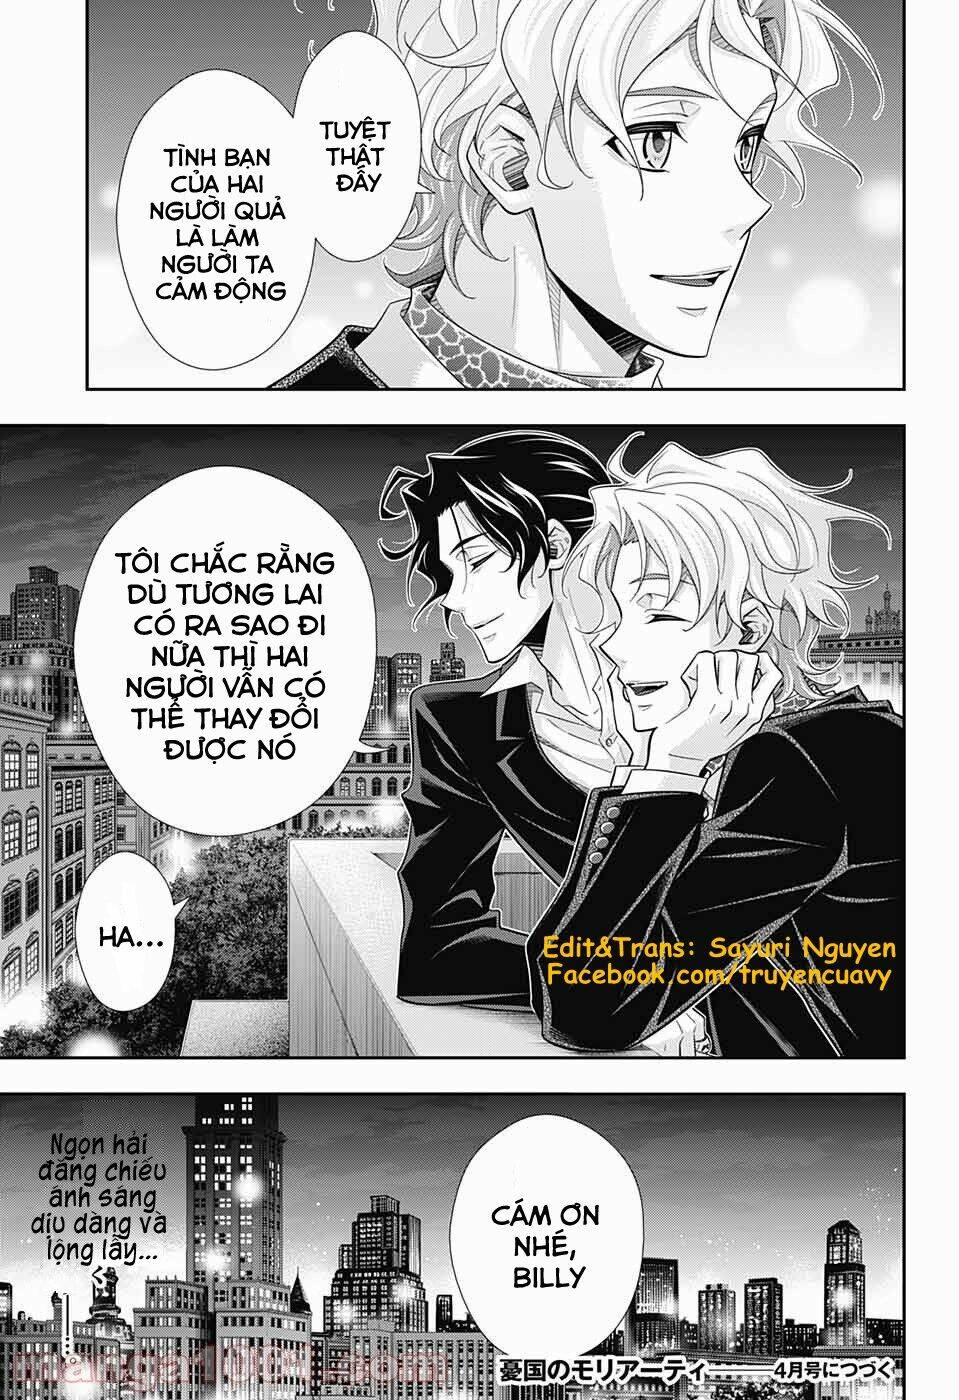 TUYỆT
THẬT
ĐẤY
TÌNH BẠN
CỦA HAI
NGƯỜI QUẢ
LÀ LÀM
NGƯỜI TA
CẢM ĐỘNG
TÔI CHẮC RẰNG
DÙ TƯƠNG LAI
CÓ RA SAO ĐI
NỮA THÌ HAI
NGƯỜI VẪN CÓ
THỂ THAY ĐỔI
ĐƯỢC NÓ
HA...
Edit&Trans: Sayuri Nguyen
Facebook.com/truyencuavy
CÁM ƠN
NHÉ,
BILLY
Ngọn hải
đăng chiếu
ánh sáng
dịu dàng và
lộng lẫy...
憂国のモリアーティ――4月号につづく